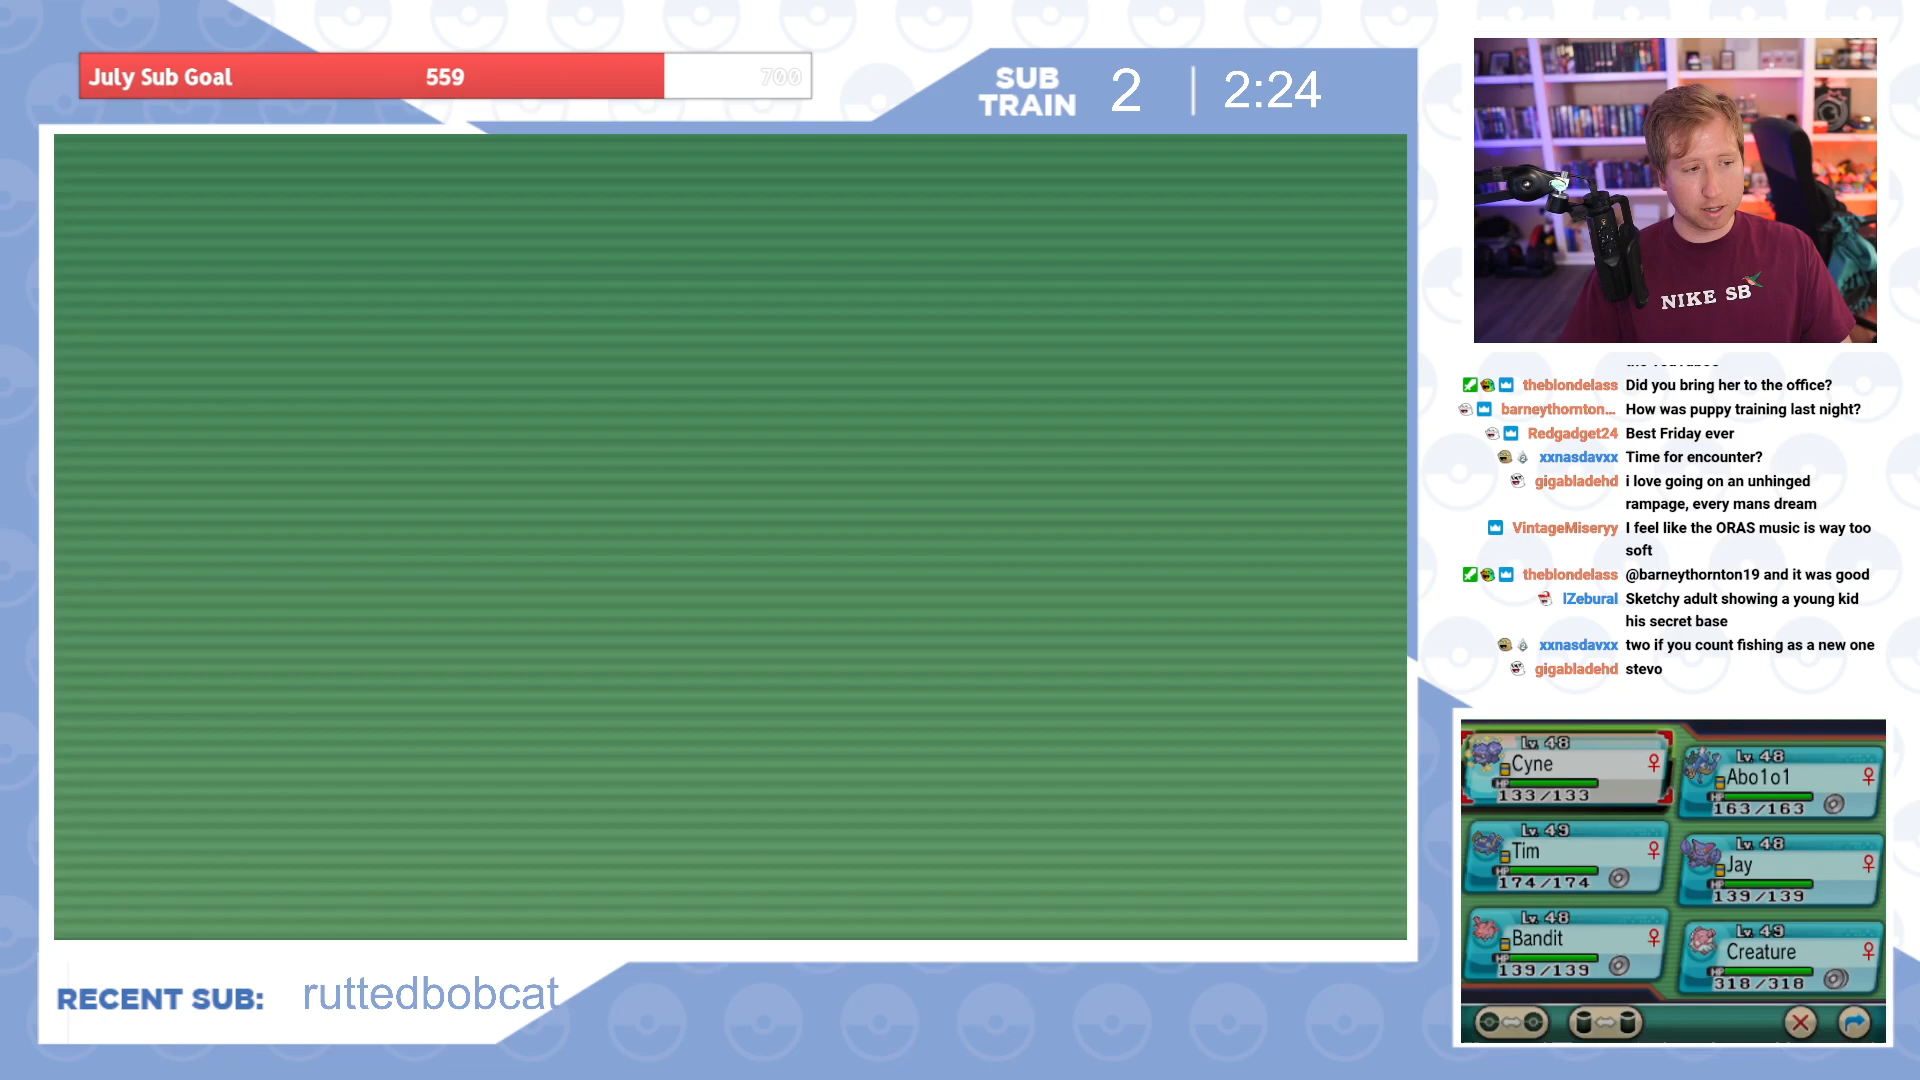 July Sub Goal 559 700
SUB TRAIN 2 2:24
NIKE SB
theblondelass Did you bring her to the office?
barneythornton... How was puppy training last night?
Redgadget24 Best Friday ever
xxnasdavxx Time for encounter?
gigabladehd i love going on an unhinged
rampage, every mans dream
VintageMiseryy I feel like the ORAS music is way too
soft
theblondelass @barneythornton19 and it was good
IZebural Sketchy adult showing a young kid
his secret base
xxnasdavxx two if you count fishing as a new one
gigabladehd stevo
Lv. 48
Cyne ♀
HP
133/133
Lv. 48
Abo1o1 ♀
HP
163/163
Lv. 49
Tim ♀
HP
174/174
Lv. 48
Jay ♀
HP
139/139
Lv. 48
Bandit ♀
HP
139/139
Lv. 49
Creature ♀
HP
318/318
RECENT SUB: ruttedbobcat